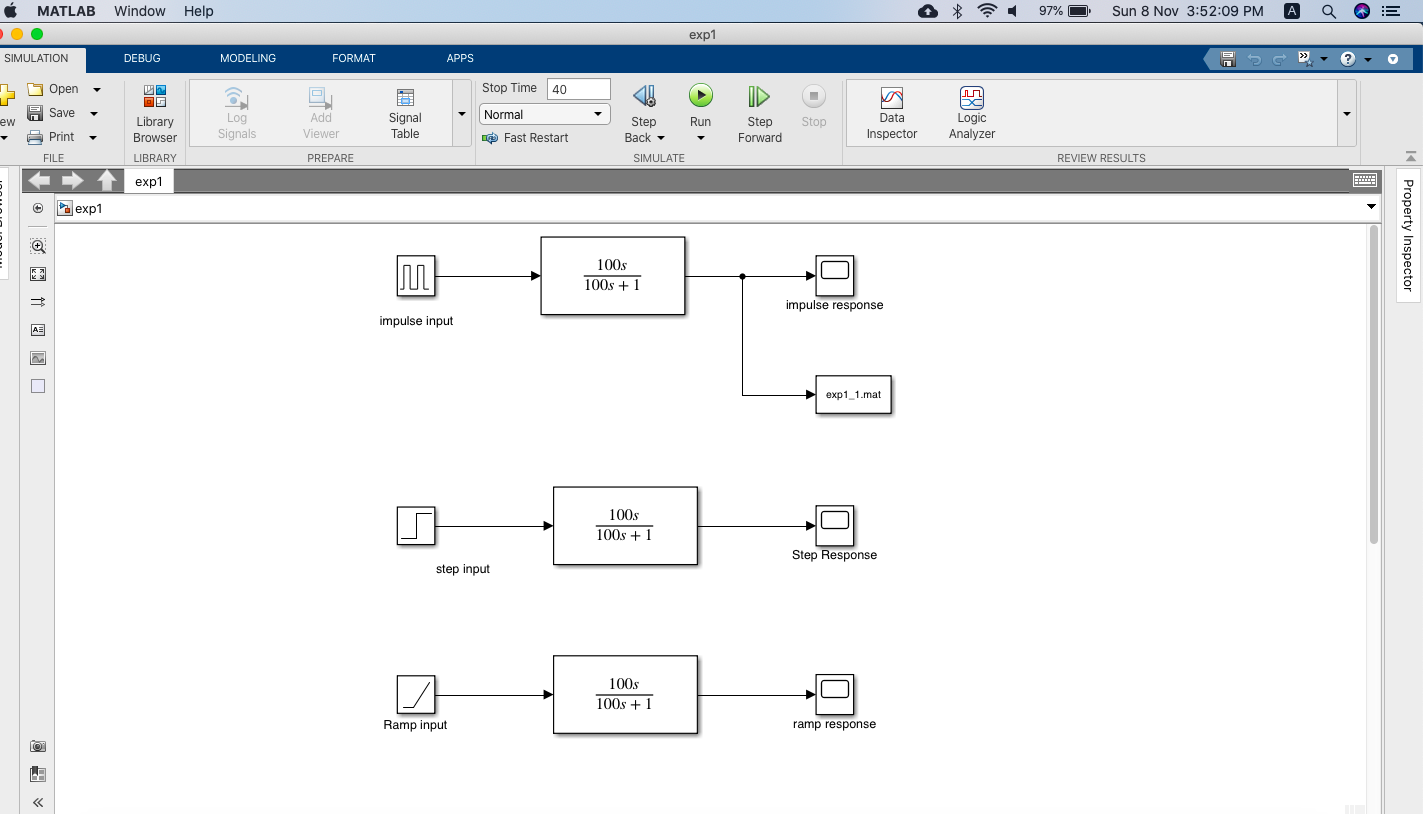 MATLAB Window Help 97% Sun 8 Nov 3:52:09 PM A
exp1
SIMULATION DEBUG MODELING FORMAT APPS
Open
Save
Print
ew
FILE
Library
Browser
LIBRARY
Log
Signals
Add
Viewer
Signal
Table
PREPARE
Stop Time 40
Normal
Fast Restart
Step
Back
Run
Step
Forward
Stop
SIMULATE
Data
Inspector
Logic
Analyzer
REVIEW RESULTS
exp1
exp1
Property Inspector
100s
100s + 1
impulse input
impulse response
exp1_1.mat
100s
100s + 1
step input
Step Response
100s
100s + 1
Ramp input
ramp response